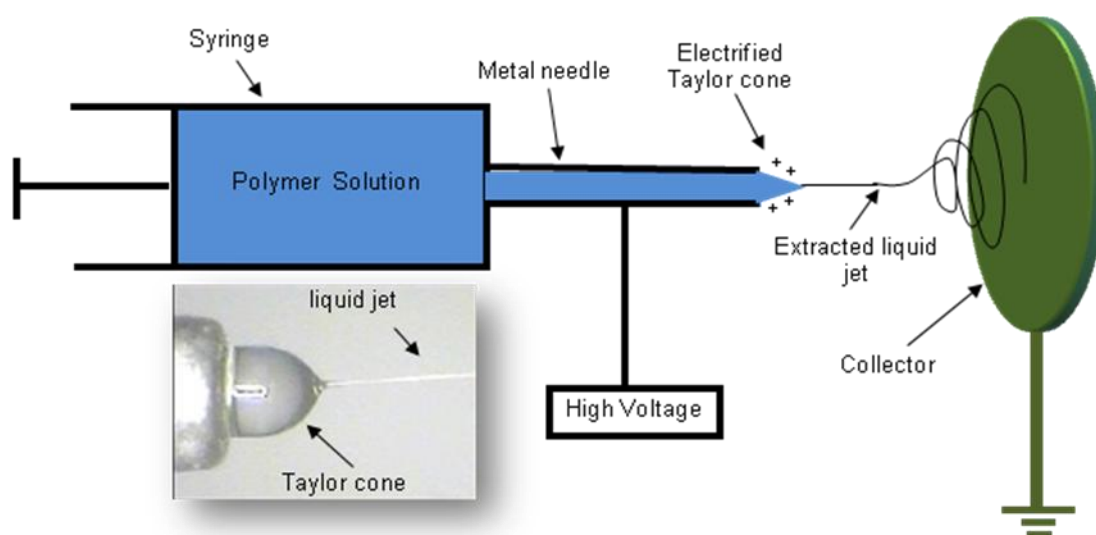 Syringe
Metal needle
Electrified
Taylor cone
Polymer Solution
+ +
+ +
Extracted liquid
jet
liquid jet
Collector
High Voltage
Taylor cone